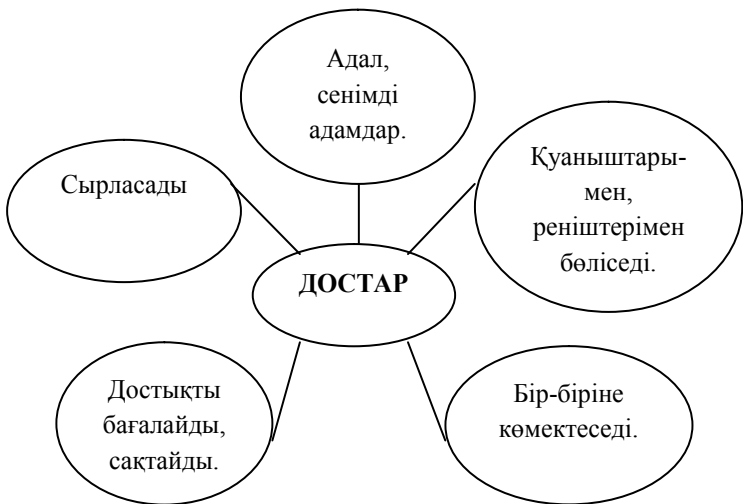 Адал,
сенімді
адамдар.
Сырласады
Қуаныштары-
мен,
реніштерімен
бөліседі.
ДОСТАР
Достықты
бағалайды,
сақтайды.
Бір-біріне
көмектеседі.